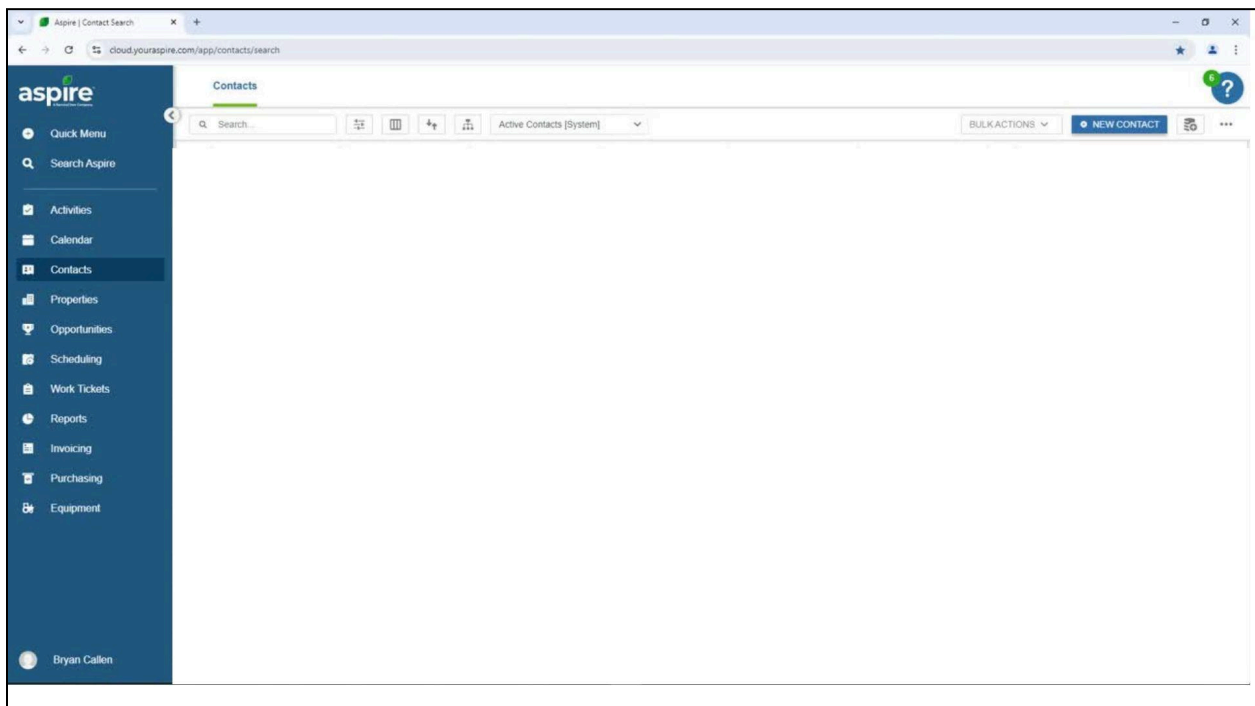 Aspire | Contact Search
cloud.youraspire.com/app/contacts/search
aspire
Contacts
6
?
Search...
Active Contacts [System]
BULK ACTIONS
NEW CONTACT
Quick Menu
Search Aspire
Activities
Calendar
Contacts
Properties
Opportunities
Scheduling
Work Tickets
Reports
Invoicing
Purchasing
Equipment
Bryan Callen